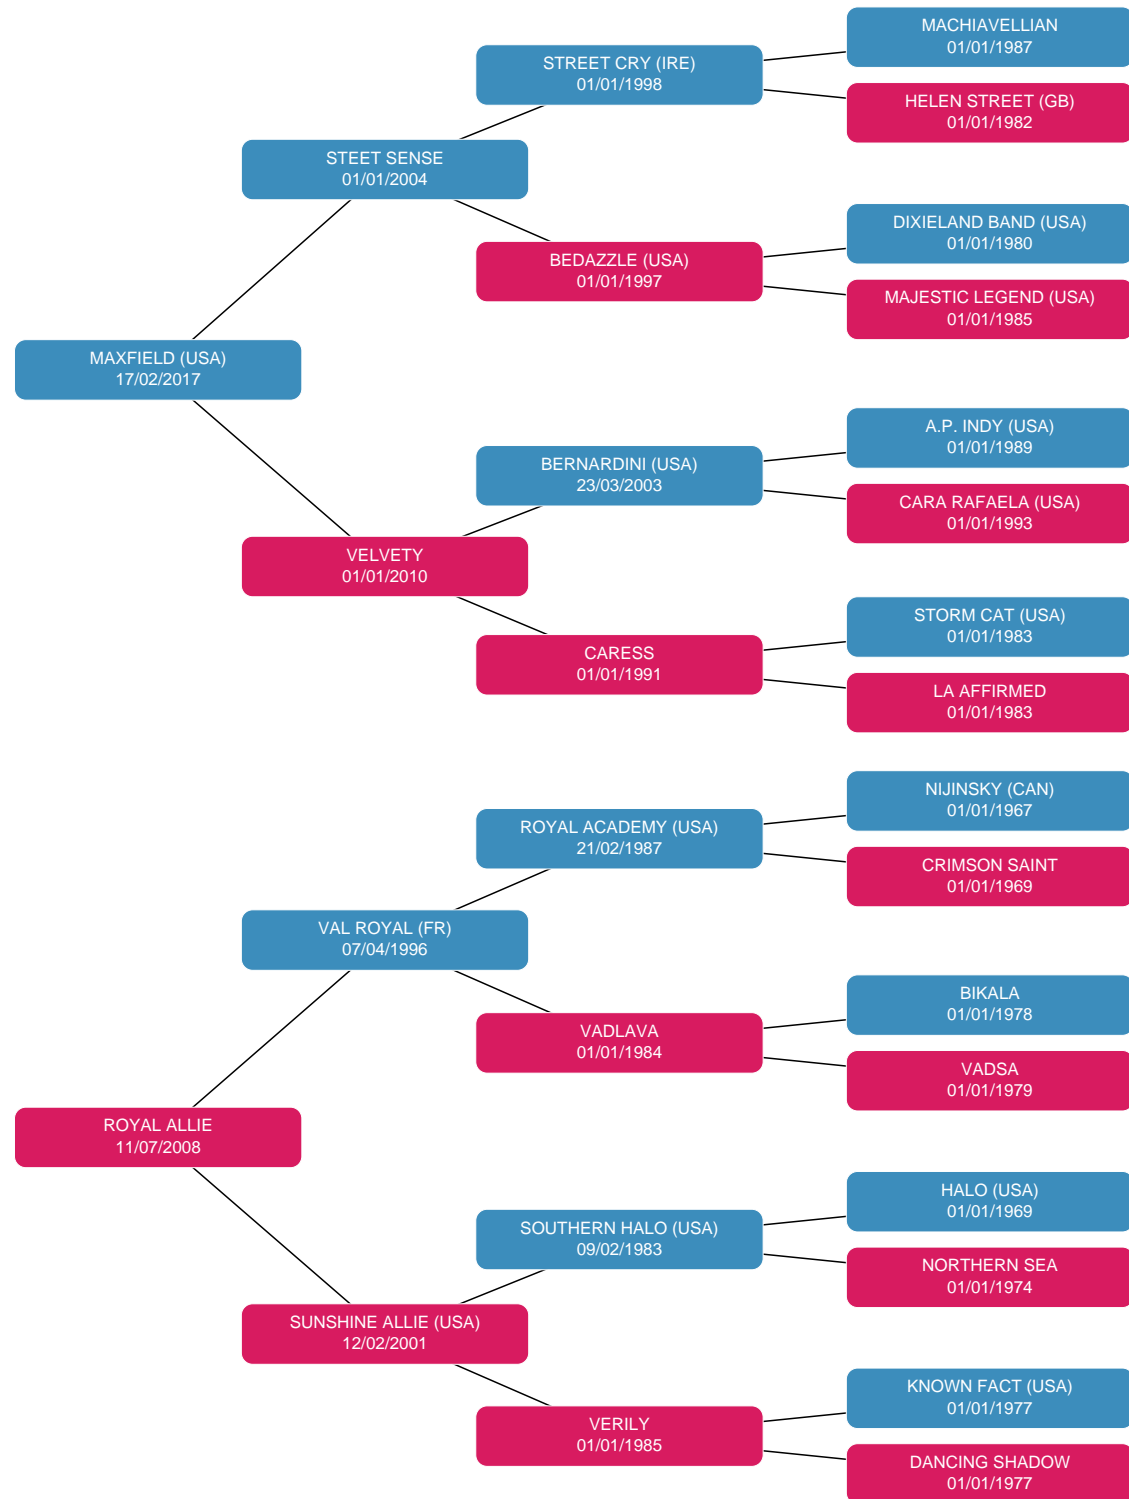 MACHIAVELLIAN
01/01/1987
STREET CRY (IRE)
01/01/1998
HELEN STREET (GB)
01/01/1982
STEET SENSE
01/01/2004
DIXIELAND BAND (USA)
01/01/1980
BEDAZZLE (USA)
01/01/1997
MAJESTIC LEGEND (USA)
01/01/1985
MAXFIELD (USA)
17/02/2017
A.P. INDY (USA)
01/01/1989
BERNARDINI (USA)
23/03/2003
CARA RAFAELA (USA)
01/01/1993
VELVETY
01/01/2010
STORM CAT (USA)
01/01/1983
CARESS
01/01/1991
LA AFFIRMED
01/01/1983
NIJINSKY (CAN)
01/01/1967
ROYAL ACADEMY (USA)
21/02/1987
CRIMSON SAINT
01/01/1969
VAL ROYAL (FR)
07/04/1996
BIKALA
01/01/1978
VADLAVA
01/01/1984
VADSA
01/01/1979
ROYAL ALLIE
11/07/2008
HALO (USA)
01/01/1969
SOUTHERN HALO (USA)
09/02/1983
NORTHERN SEA
01/01/1974
SUNSHINE ALLIE (USA)
12/02/2001
KNOWN FACT (USA)
01/01/1977
VERILY
01/01/1985
DANCING SHADOW
01/01/1977